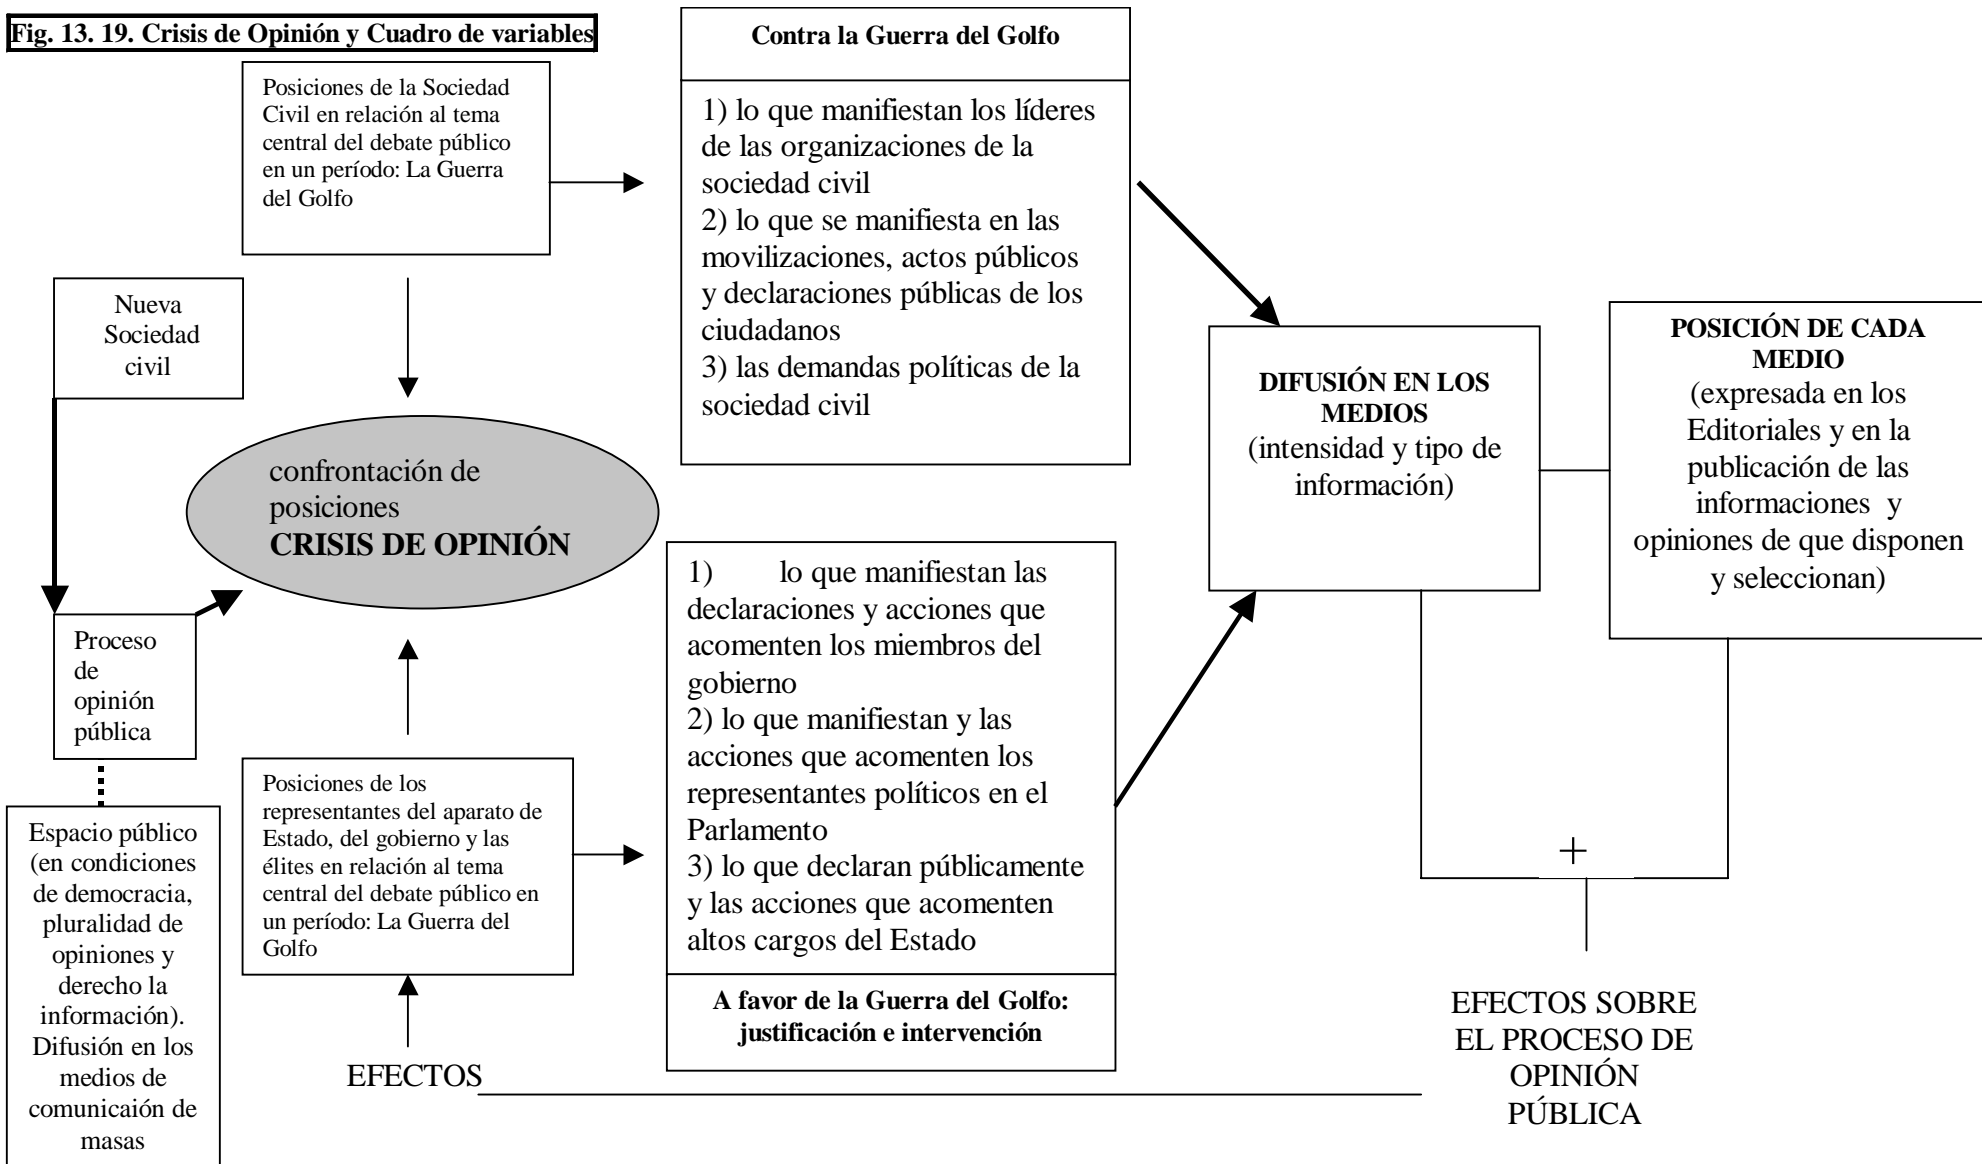 Fig. 13. 19. Crisis de Opinión y Cuadro de variables
Posiciones de la Sociedad
Civil en relación al tema
central del debate público
en un período: La Guerra
del Golfo
Contra la Guerra del Golfo
1) lo que manifiestan los líderes
de las organizaciones de la
sociedad civil
2) lo que se manifiesta en las
movilizaciones, actos públicos
y declaraciones públicas de los
ciudadanos
3) las demandas políticas de la
sociedad civil
Nueva
Sociedad
civil
confrontación de
posiciones
CRISIS DE OPINIÓN
Proceso
de
opinión
pública
Espacio público
(en condiciones
de democracia,
pluralidad de
opiniones y
derecho la
información).
Difusión en los
medios de
comunicaión de
masas
Posiciones de los
representantes del aparato de
Estado, del gobierno y las
élites en relación al tema
central del debate público en
un período: La Guerra del
Golfo
EFECTOS
1) lo que manifiestan las
declaraciones y acciones que
acomenten los miembros del
gobierno
2) lo que manifiestan y las
acciones que acomenten los
representantes políticos en el
Parlamento
3) lo que declaran públicamente
y las acciones que acomenten
altos cargos del Estado
A favor de la Guerra del Golfo:
justificación e intervención
DIFUSIÓN EN LOS
MEDIOS
(intensidad y tipo de
información)
POSICIÓN DE CADA
MEDIO
(expresada en los
Editoriales y en la
publicación de las
informaciones y
opiniones de que disponen
y seleccionan)
+
EFECTOS SOBRE
EL PROCESO DE
OPINIÓN
PÚBLICA